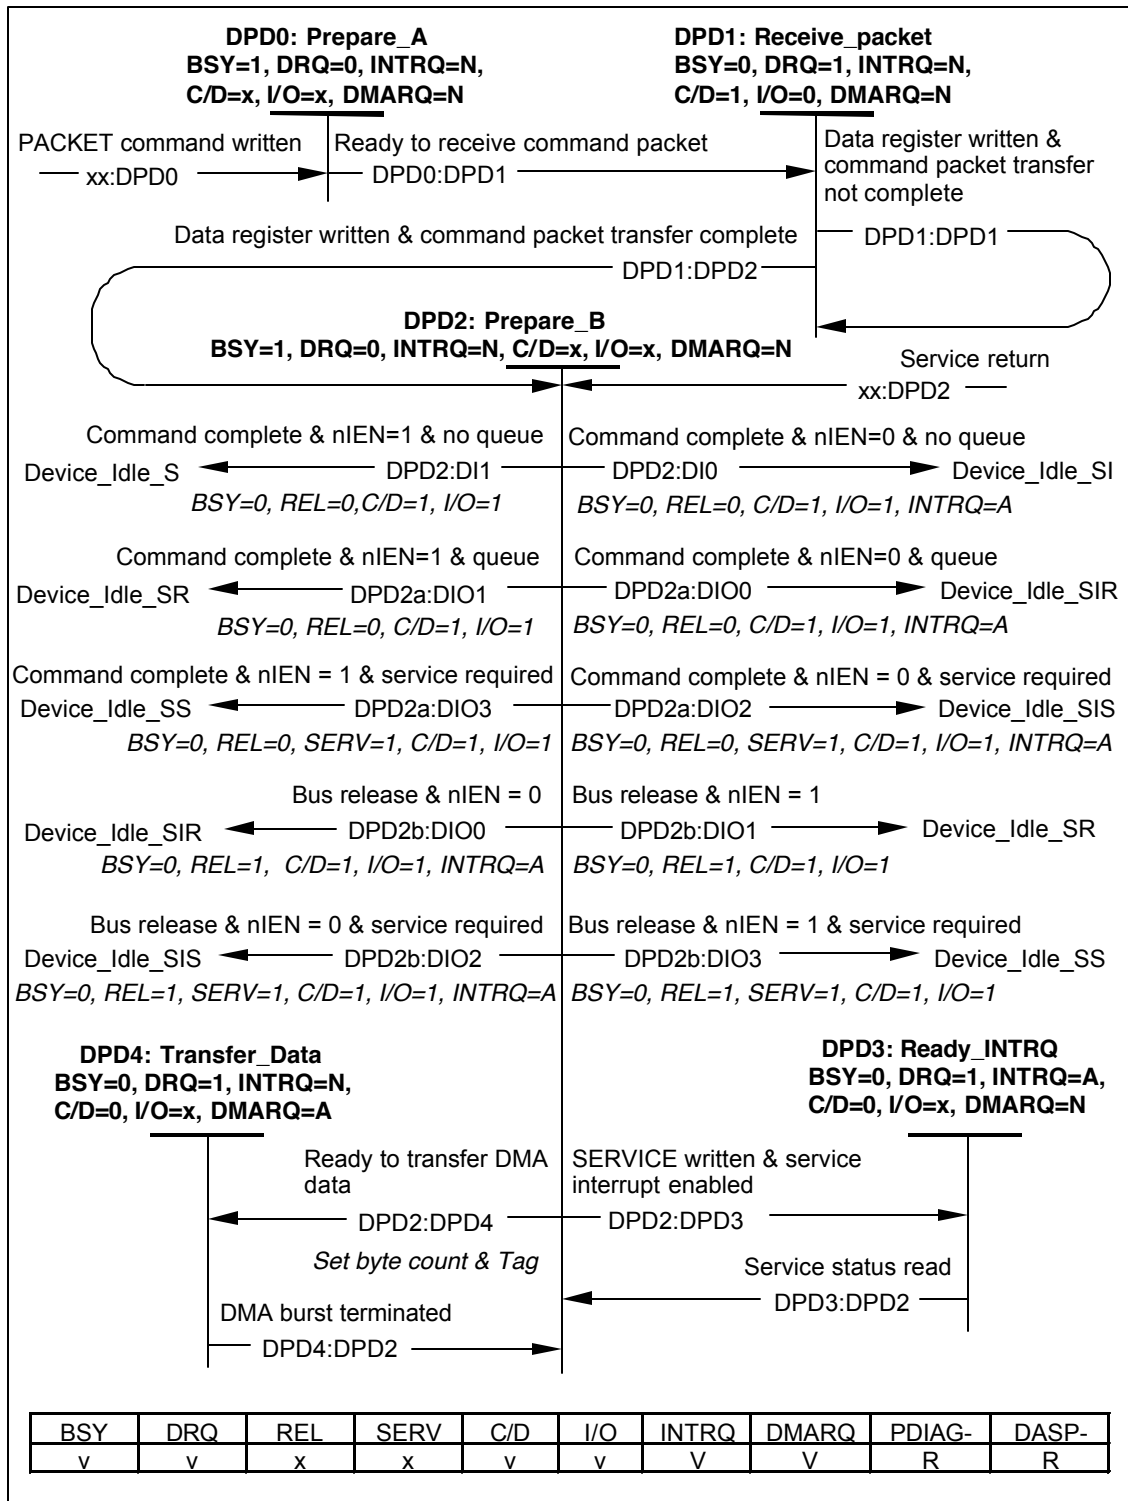 DPD0: Prepare_A
BSY=1, DRQ=0, INTRQ=N,
C/D=x, I/O=x, DMARQ=N
DPD1: Receive_packet
BSY=0, DRQ=1, INTRQ=N,
C/D=1, I/O=0, DMARQ=N
PACKET command written
xx:DPD0
Ready to receive command packet
DPD0:DPD1
Data register written &
command packet transfer
not complete
DPD1:DPD1
Data register written & command packet transfer complete
DPD1:DPD2
DPD2: Prepare_B
BSY=1, DRQ=0, INTRQ=N, C/D=x, I/O=x, DMARQ=N
Service return
xx:DPD2
Command complete & nIEN=1 & no queue
Device_Idle_S
DPD2:DI1
BSY=0, REL=0,C/D=1, I/O=1
Command complete & nIEN=0 & no queue
DPD2:DI0
Device_Idle_SI
BSY=0, REL=0, C/D=1, I/O=1, INTRQ=A
Command complete & nIEN=1 & queue
Device_Idle_SR
DPD2a:DIO1
BSY=0, REL=0, C/D=1, I/O=1
Command complete & nIEN=0 & queue
DPD2a:DIO0
Device_Idle_SIR
BSY=0, REL=0, C/D=1, I/O=1, INTRQ=A
Command complete & nIEN = 1 & service required
Device_Idle_SS
DPD2a:DIO3
BSY=0, REL=0, SERV=1, C/D=1, I/O=1
Command complete & nIEN = 0 & service required
DPD2a:DIO2
Device_Idle_SIS
BSY=0, REL=0, SERV=1, C/D=1, I/O=1, INTRQ=A
Bus release & nIEN = 0
Device_Idle_SIR
DPD2b:DIO0
BSY=0, REL=1, C/D=1, I/O=1, INTRQ=A
Bus release & nIEN = 1
DPD2b:DIO1
Device_Idle_SR
BSY=0, REL=1, C/D=1, I/O=1
Bus release & nIEN = 0 & service required
Device_Idle_SIS
DPD2b:DIO2
BSY=0, REL=1, SERV=1, C/D=1, I/O=1, INTRQ=A
Bus release & nIEN = 1 & service required
DPD2b:DIO3
Device_Idle_SS
BSY=0, REL=1, SERV=1, C/D=1, I/O=1
DPD4: Transfer_Data
BSY=0, DRQ=1, INTRQ=N,
C/D=0, I/O=x, DMARQ=A
DPD3: Ready_INTRQ
BSY=0, DRQ=1, INTRQ=A,
C/D=0, I/O=x, DMARQ=N
Ready to transfer DMA
data
DPD2:DPD4
Set byte count & Tag
SERVICE written & service
interrupt enabled
DPD2:DPD3
Service status read
DPD3:DPD2
DMA burst terminated
DPD4:DPD2
BSY DRQ REL SERV C/D I/O INTRQ DMARQ PDIAG- DASP-
v v x x v v V V R R